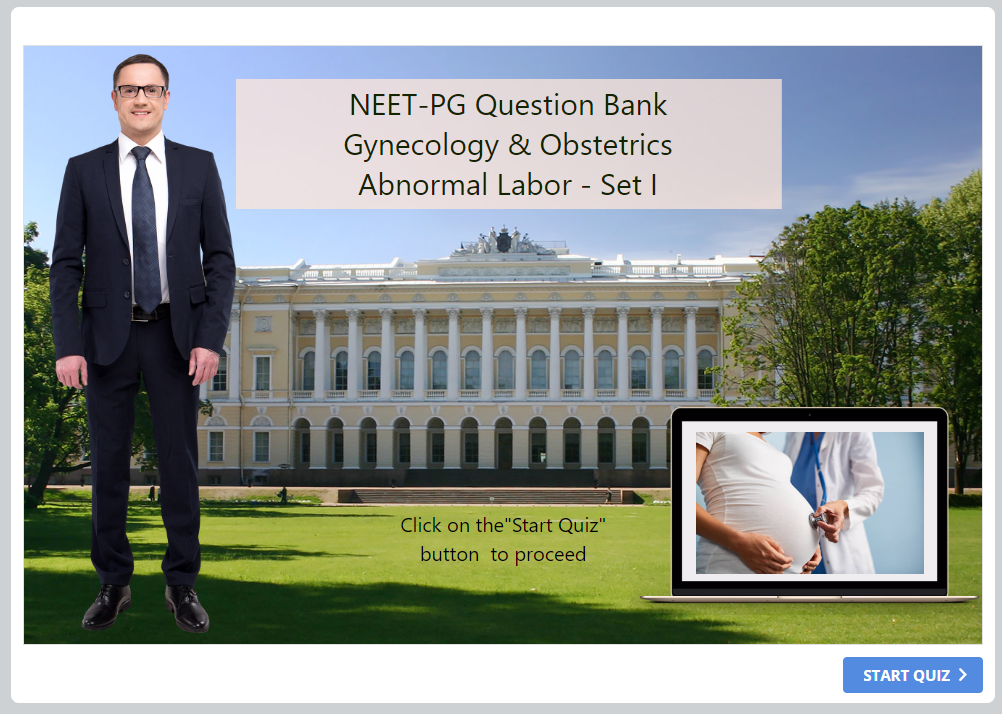 NEET-PG Question Bank
Gynecology & Obstetrics
Abnormal Labor - Set I
Click on the"Start Quiz"
button  to proceed
START QUIZ